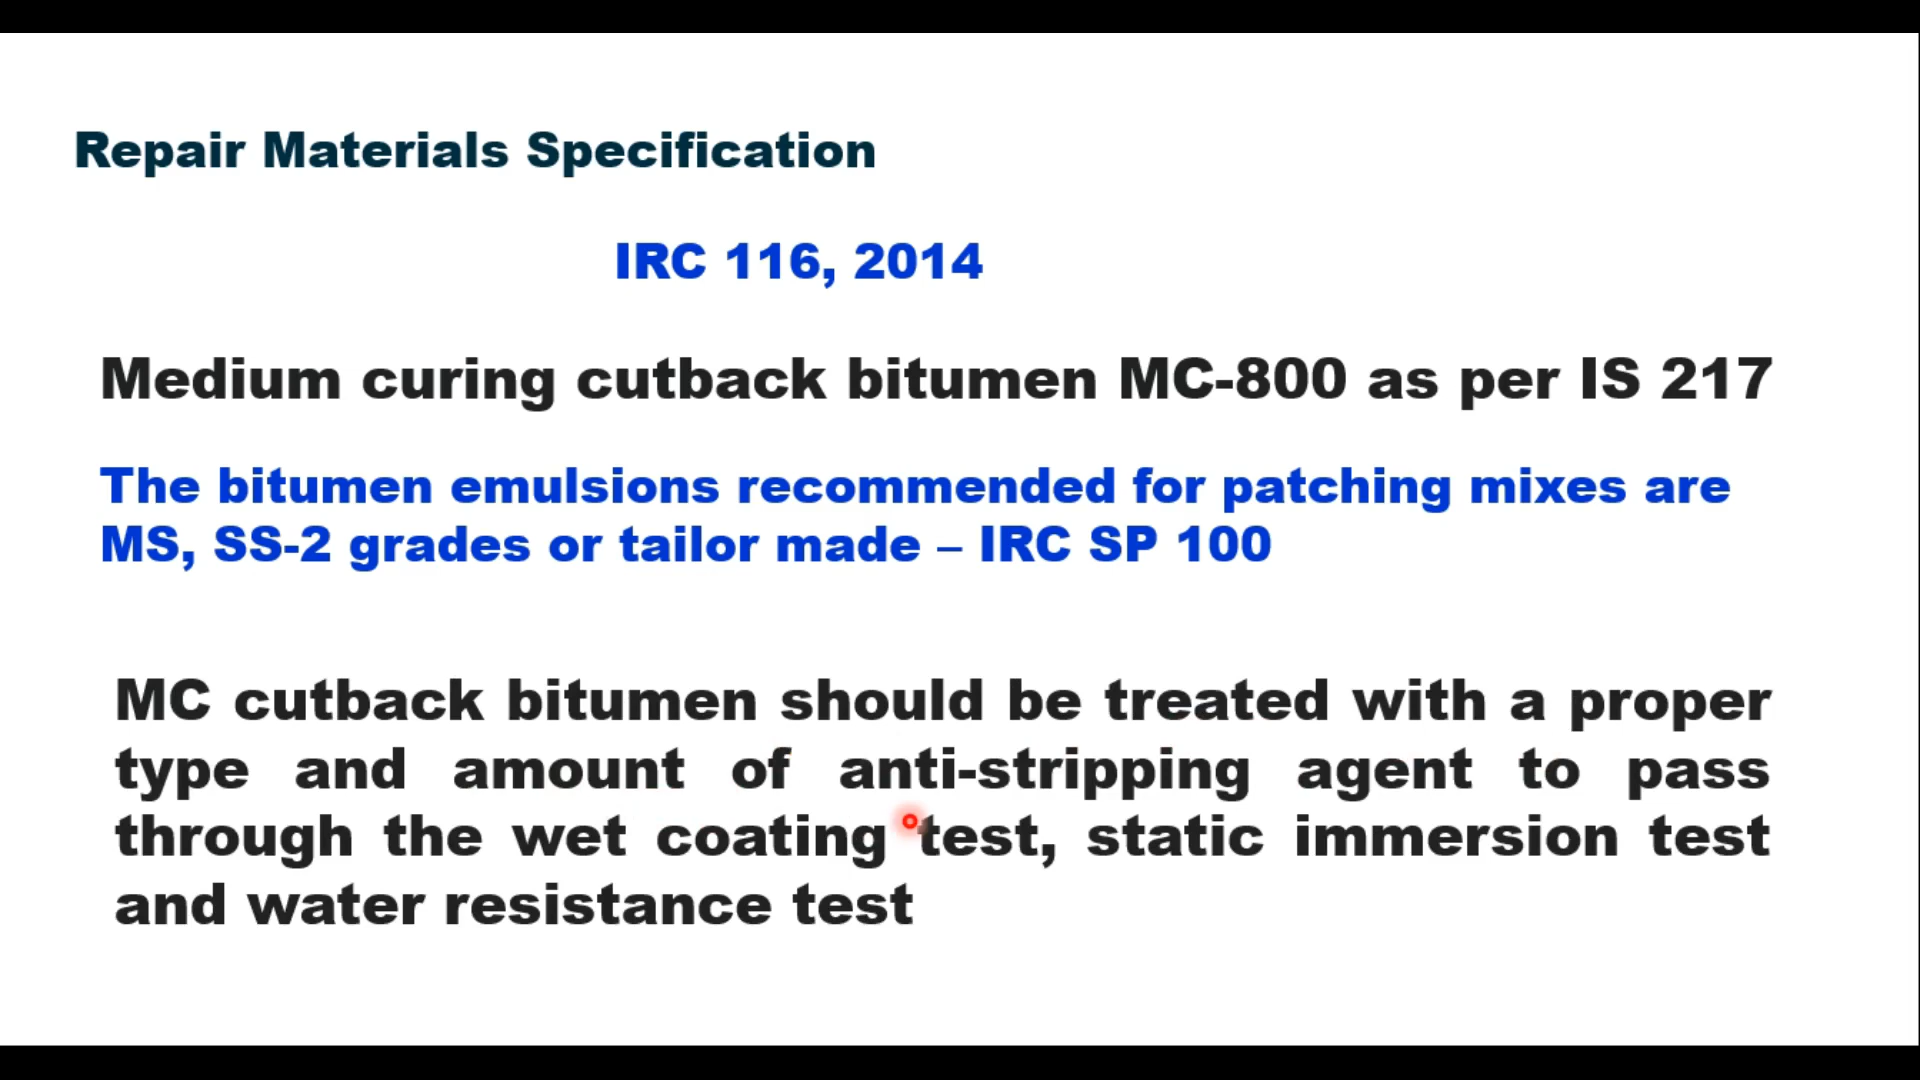 Repair Materials Specification
IRC 116, 2014
Medium curing cutback bitumen MC-800 as per IS 217
The bitumen emulsions recommended for patching mixes are
MS, SS-2 grades or tailor made – IRC SP 100
MC cutback bitumen should be treated with a proper
type and amount of anti-stripping agent to pass
through the wet coating test, static immersion test
and water resistance test